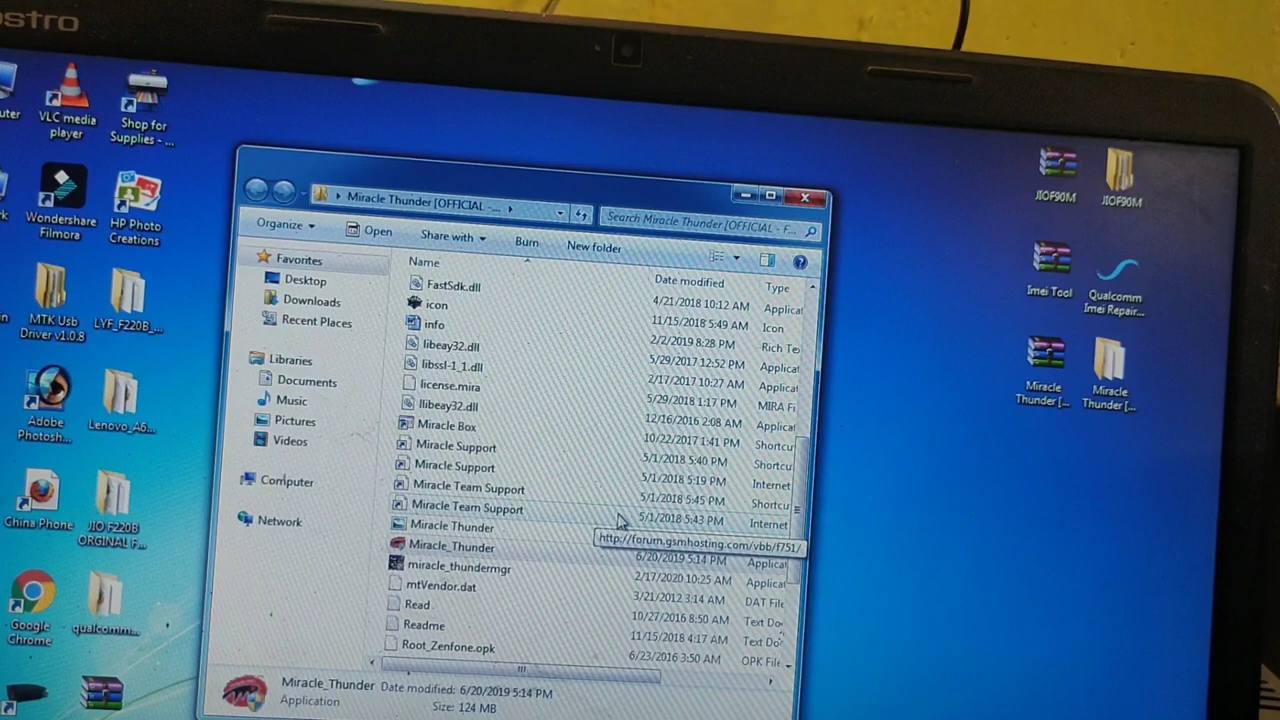 ostro
uter
VLC media
player
Shop for
Supplies - ...
Wondershare
Filmora
HP Photo
Creations
MTK Usb
Driver v1.0.8
LYF_F220B_...
Adobe
Photosh...
Lenovo_A6...
China Phone
JIO F220B
ORGINAL F...
Google
Chrome
qualcomm...
Miracle Thunder [OFFICIAL -...
Search Miracle Thunder [OFFICIAL - F...
Organize
Open
Share with
Burn
New folder
Favorites
Desktop
Downloads
Recent Places
Libraries
Documents
Music
Pictures
Videos
Computer
Network
Name
Date modified
Type
FastSdk.dll
4/21/2018 10:12 AM
Applicat
icon
11/15/2018 5:49 AM
Icon
info
2/2/2019 8:28 PM
Rich Te
libeay32.dll
5/29/2017 12:52 PM
Applicat
libssl-1_1.dll
2/17/2017 10:27 AM
Applicat
license.mira
5/29/2018 1:17 PM
MIRA Fi
llibeay32.dll
12/16/2016 2:08 AM
Applicat
Miracle Box
10/22/2017 1:41 PM
Shortcu
Miracle Support
5/1/2018 5:40 PM
Shortcu
Miracle Support
5/1/2018 5:19 PM
Internet
Miracle Team Support
5/1/2018 5:45 PM
Shortcu
Miracle Team Support
5/1/2018 5:43 PM
Internet
Miracle Thunder
http://forum.gsmhosting.com/vbb/f751/
Miracle_Thunder
6/20/2019 5:14 PM
Applicat
miracle_thundermgr
2/17/2020 10:25 AM
Applicat
mtVendor.dat
3/21/2012 3:14 AM
DAT File
Read
10/27/2016 8:50 AM
Text Do
Readme
11/15/2018 4:17 AM
Text Do
Root_Zenfone.opk
6/23/2016 3:50 AM
OPK File
Miracle_Thunder
Date modified: 6/20/2019 5:14 PM
Application
Size: 124 MB
JIOF90M
JIOF90M
Imei Tool
Qualcomm
Imei Repair...
Miracle
Thunder [...
Miracle
Thunder [...